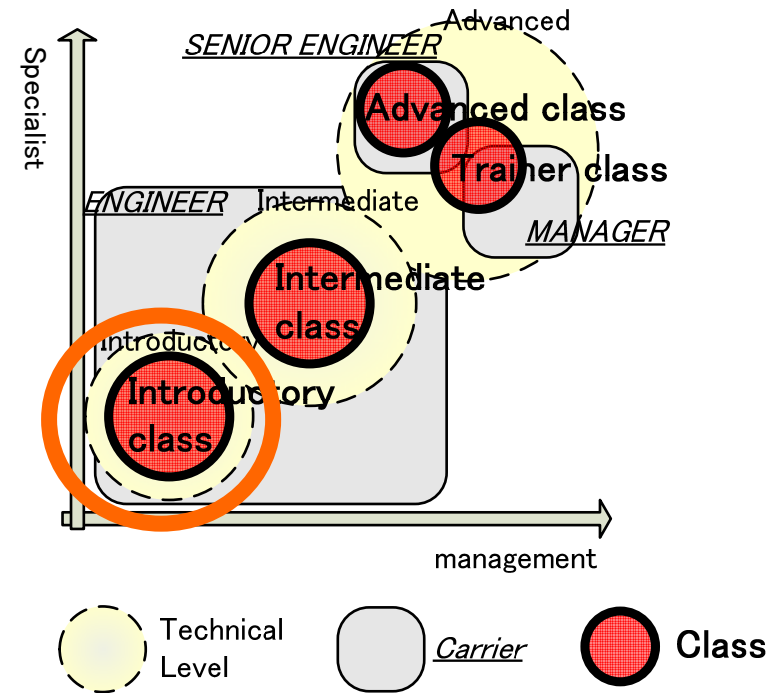 Advanced
SENIOR ENGINEER
Specialist
Advanced class
Trainer class
ENGINEER
Intermediate
MANAGER
Intermediate
class
Introductory
Introductory
class
management
Technical
Level
Carrier
Class